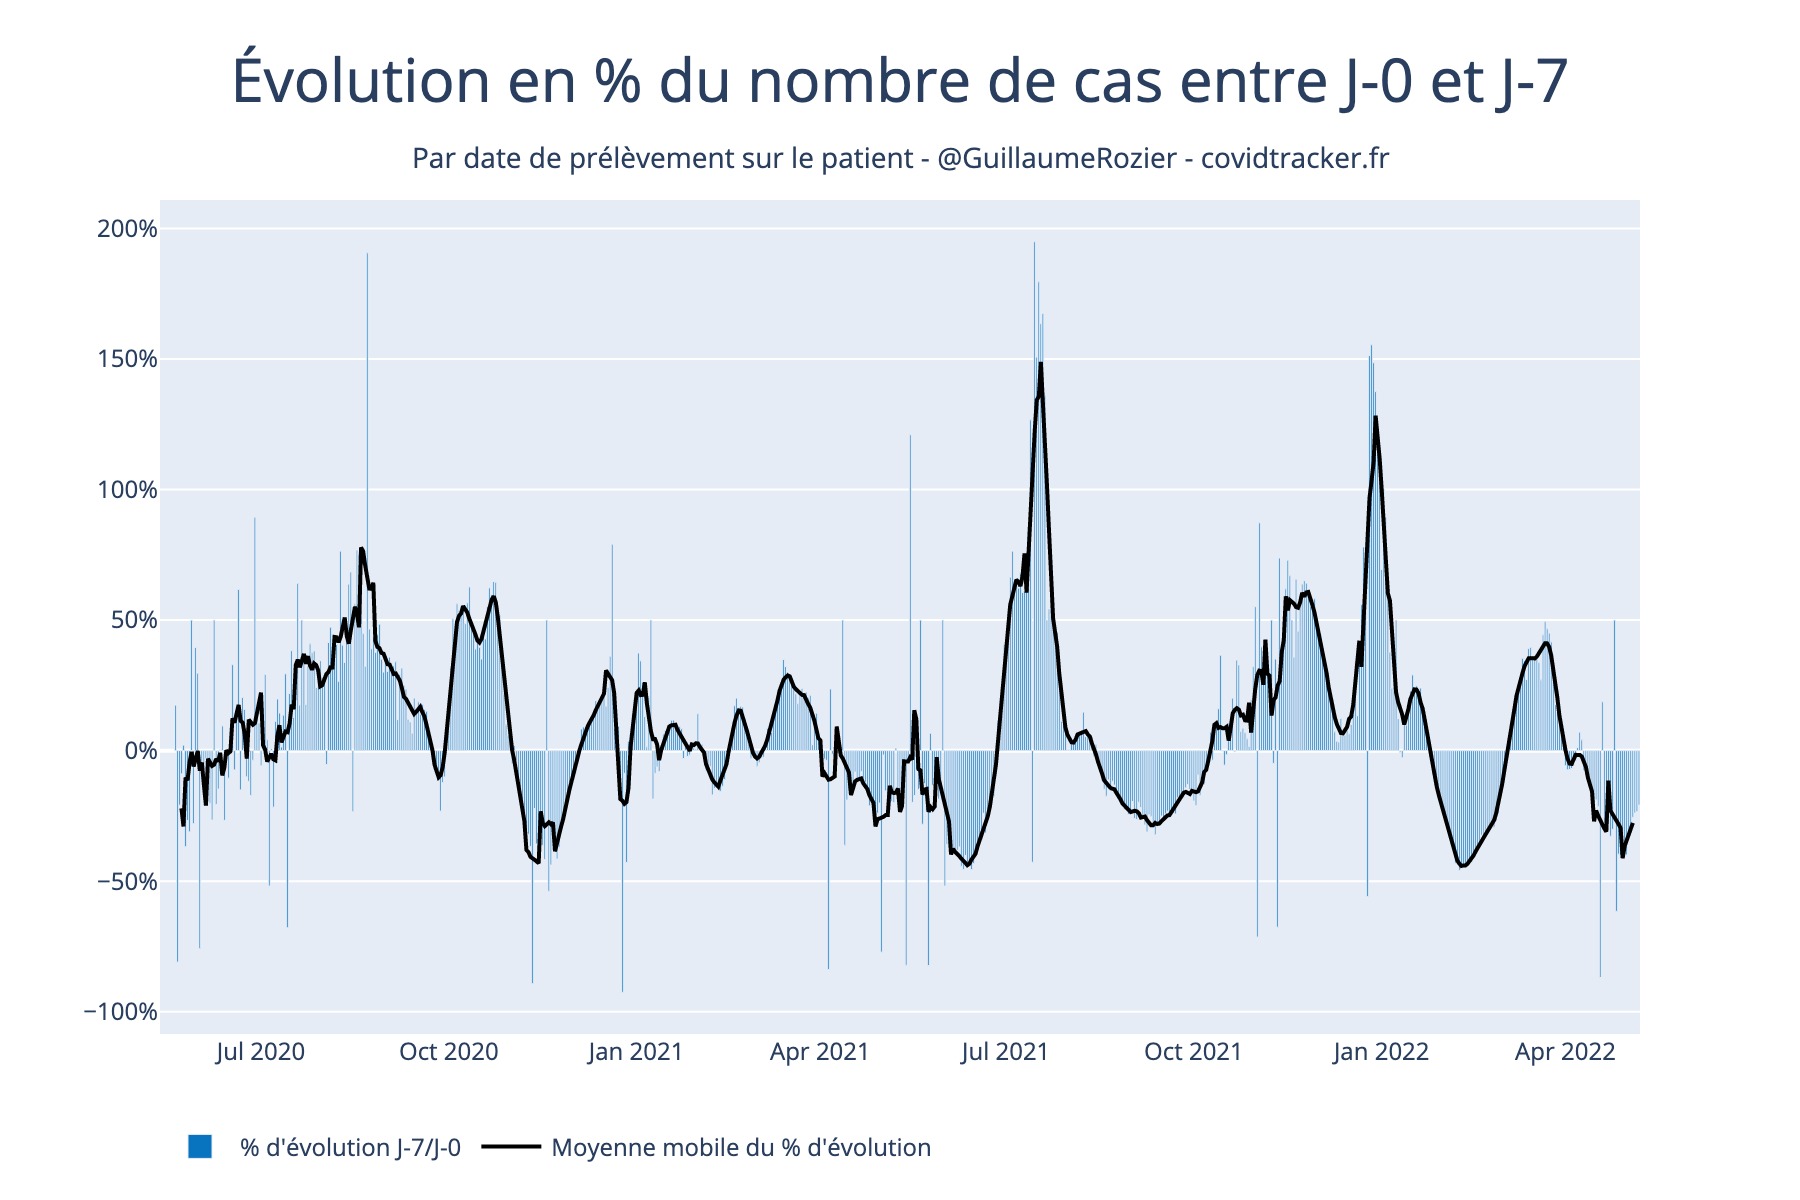 Évolution en % du nombre de cas entre J-0 et J-7
Par date de prélèvement sur le patient - @GuillaumeRozier - covidtracker.fr
200%
150%
100%
50%
0%
−50%
−100%
Jul 2020 Oct 2020 Jan 2021 Apr 2021 Jul 2021 Oct 2021 Jan 2022 Apr 2022
% d'évolution J-7/J-0 Moyenne mobile du % d'évolution